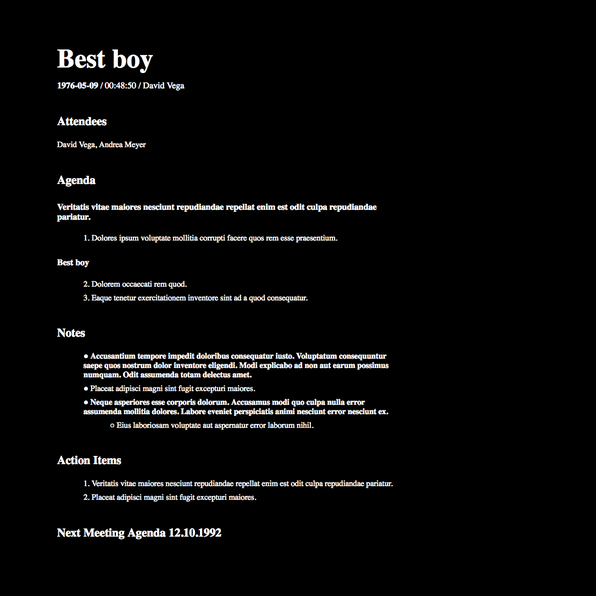 Best boy
1976-05-09 / 00:48:50 / David Vega
Attendees
David Vega, Andrea Meyer
Agenda
Veritatis vitae maiores nesciunt repudiandae repellat enim est odit culpa repudiandae
pariatur.
1. Dolores ipsum voluptate mollitia corrupti facere quos rem esse praesentium.
Best boy
2. Dolorem occaecati rem quod.
3. Eaque tenetur exercitationem inventore sint ad a quod consequatur.
Notes
● Accusantium tempore impedit doloribus consequatur iusto. Voluptatum consequuntur
saepe quos nostrum dolor inventore eligendi. Modi explicabo ad non aut earum possimus
numquam. Odit assumenda totam delectus amet.
● Placeat adipisci magni sint fugit excepturi maiores.
● Neque asperiores esse corporis dolorum. Accusamus modi quo culpa nulla error
assumenda mollitia dolores. Labore eveniet perspiciatis animi nesciunt error nesciunt ex.
○ Eius laboriosam voluptate aut aspernatur error laborum nihil.
Action Items
1. Veritatis vitae maiores nesciunt repudiandae repellat enim est odit culpa repudiandae pariatur.
2. Placeat adipisci magni sint fugit excepturi maiores.
Next Meeting Agenda 12.10.1992